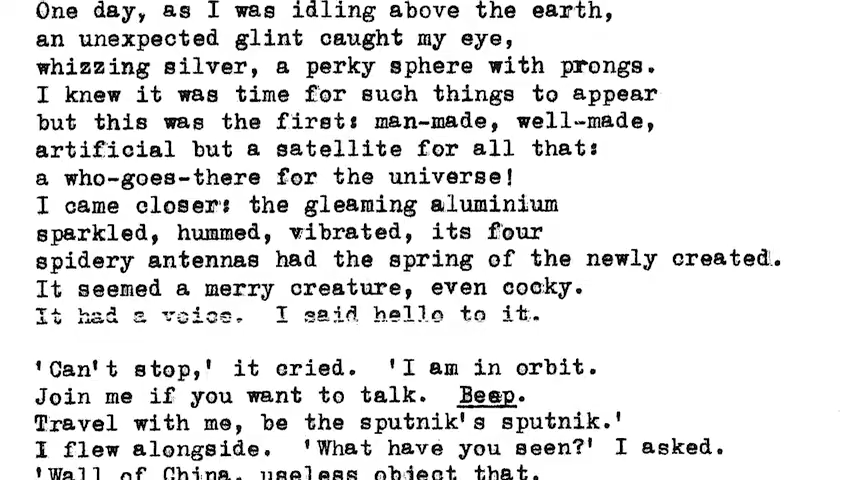 One day, as I was idling above the earth,
an unexpected glint caught my eye,
whizzing silver, a perky sphere with prongs.
I knew it was time for such things to appear
but this was the first: man-made, well-made,
artificial but a satellite for all that:
a who-goes-there for the universe!
I came closer: the gleaming aluminium
sparkled, hummed, vibrated, its four
spidery antennas had the spring of the newly created.
It seemed a merry creature, even cocky.
It had a voice. I said hello to it.
'Can't stop,' it cried. 'I am in orbit.
Join me if you want to talk. Beep.
Travel with me, be the sputnik's sputnik.'
I flew alongside. 'What have you seen?' I asked.
'Wall of China, useless object that.